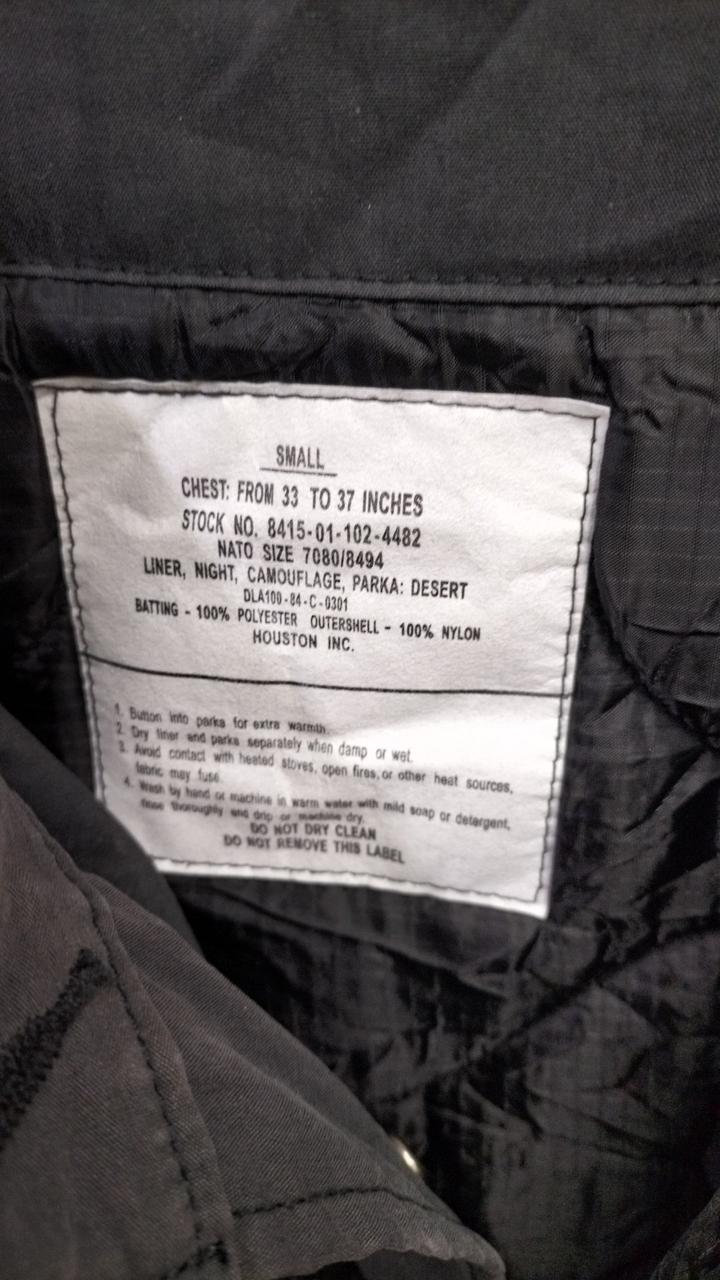 SMALL
CHEST: FROM 33 TO 37 INCHES
STOCK NO. 8415-01-102-4482
NATO SIZE 7080/8494
LINER, NIGHT, CAMOUFLAGE, PARKA: DESERT
DLA100-84-C-0301
BATTING - 100% POLYESTER OUTERSHELL - 100% NYLON
HOUSTON INC.
1. Button into parka for extra warmth.
2. Dry liner and parka separately when damp or wet.
3. Avoid contact with heated stoves, open fires, or other heat sources,
fabric may fuse.
4. Wash by hand or machine in warm water with mild soap or detergent,
rinse thoroughly and drip or machine dry.
DO NOT DRY CLEAN
DO NOT REMOVE THIS LABEL